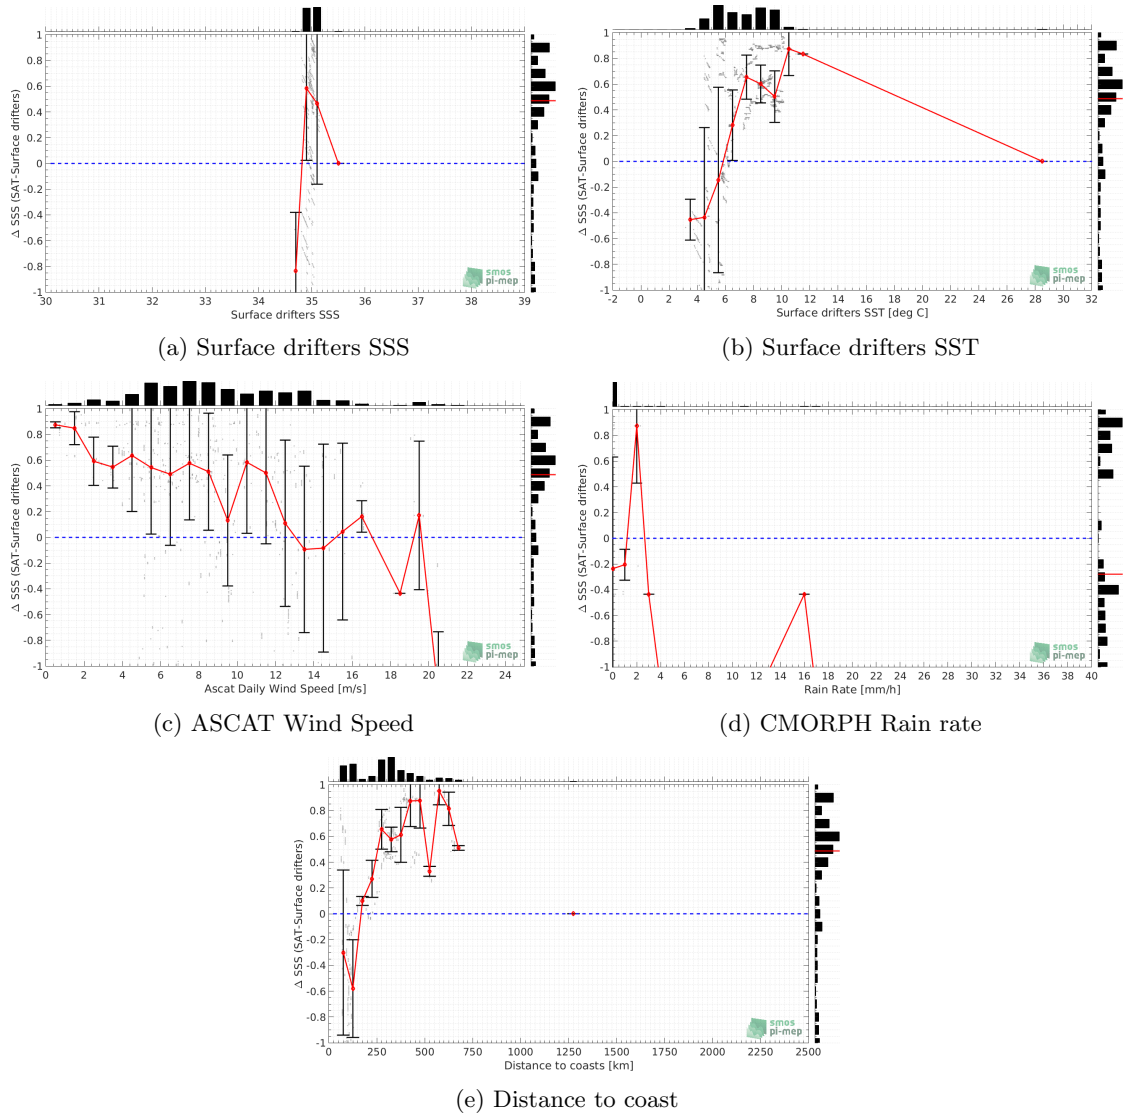 1
0.8
0.6
0.4
0.2
0
-0.2
-0.4
-0.6
-0.8
-1
Δ SSS (SAT-Surface drifters)
30 31 32 33 34 35 36 37 38 39
Surface drifters SSS
smos
pi-mep
(a) Surface drifters SSS
1
0.8
0.6
0.4
0.2
0
-0.2
-0.4
-0.6
-0.8
-1
Δ SSS (SAT-Surface drifters)
-2 0 2 4 6 8 10 12 14 16 18 20 22 24 26 28 30 32
Surface drifters SST [deg C]
smos
pi-mep
(b) Surface drifters SST
1
0.8
0.6
0.4
0.2
0
-0.2
-0.4
-0.6
-0.8
-1
Δ SSS (SAT-Surface drifters)
0 2 4 6 8 10 12 14 16 18 20 22 24
Ascat Daily Wind Speed [m/s]
smos
pi-mep
(c) ASCAT Wind Speed
1
0.8
0.6
0.4
0.2
0
-0.2
-0.4
-0.6
-0.8
-1
Δ SSS (SAT-Surface drifters)
0 2 4 6 8 10 12 14 16 18 20 22 24 26 28 30 32 34 36 38 40
Rain Rate [mm/h]
smos
pi-mep
(d) CMORPH Rain rate
1
0.8
0.6
0.4
0.2
0
-0.2
-0.4
-0.6
-0.8
-1
Δ SSS (SAT-Surface drifters)
0 250 500 750 1000 1250 1500 1750 2000 2250 2500
Distance to coasts [km]
smos
pi-mep
(e) Distance to coast